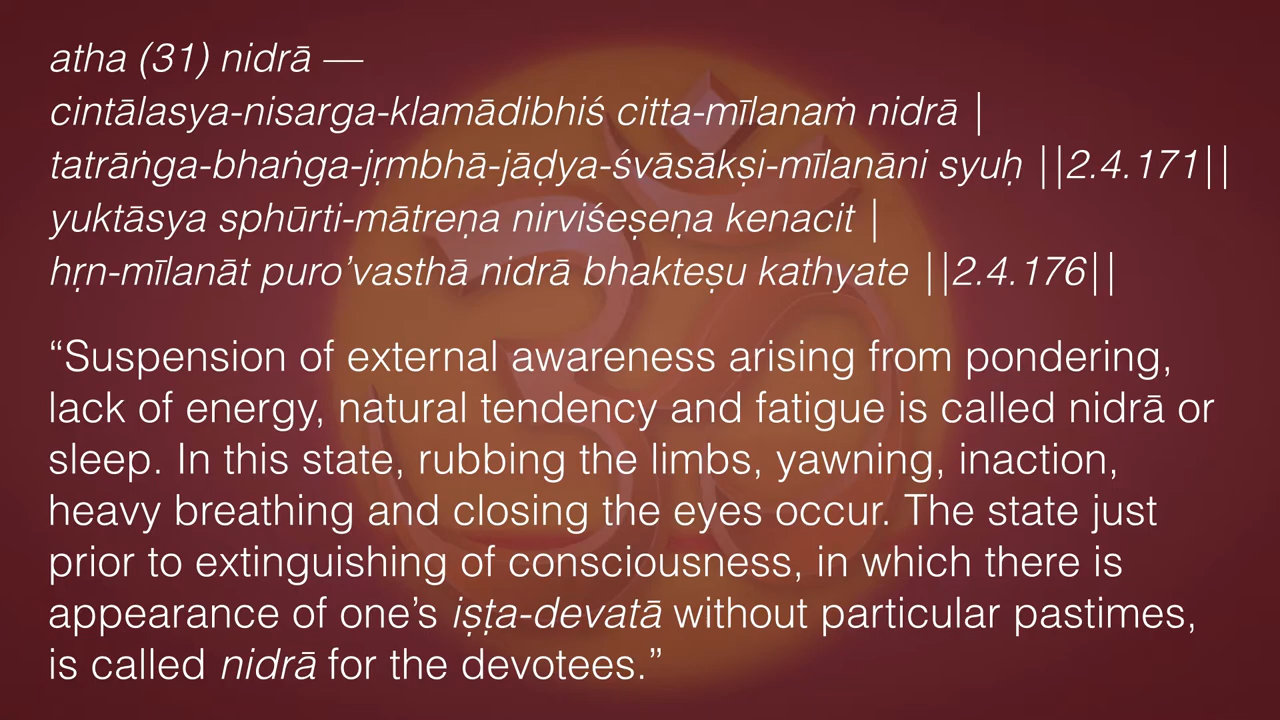 atha (31) nidrā —
cintālasya-nisarga-klamādibhiś citta-mīlanaṁ nidrā |
tatrāṅga-bhaṅga-jṛmbhā-jāḍya-śvāsākṣi-mīlanāni syuḥ ||2.4.171||
yuktāsya sphūrti-mātreṇa nirviśeṣeṇa kenacit |
hṛn-mīlanāt puro’vasthā nidrā bhakteṣu kathyate ||2.4.176||
“Suspension of external awareness arising from pondering,
lack of energy, natural tendency and fatigue is called nidrā or
sleep. In this state, rubbing the limbs, yawning, inaction,
heavy breathing and closing the eyes occur. The state just
prior to extinguishing of consciousness, in which there is
appearance of one’s iṣṭa-devatā without particular pastimes,
is called nidrā for the devotees.”